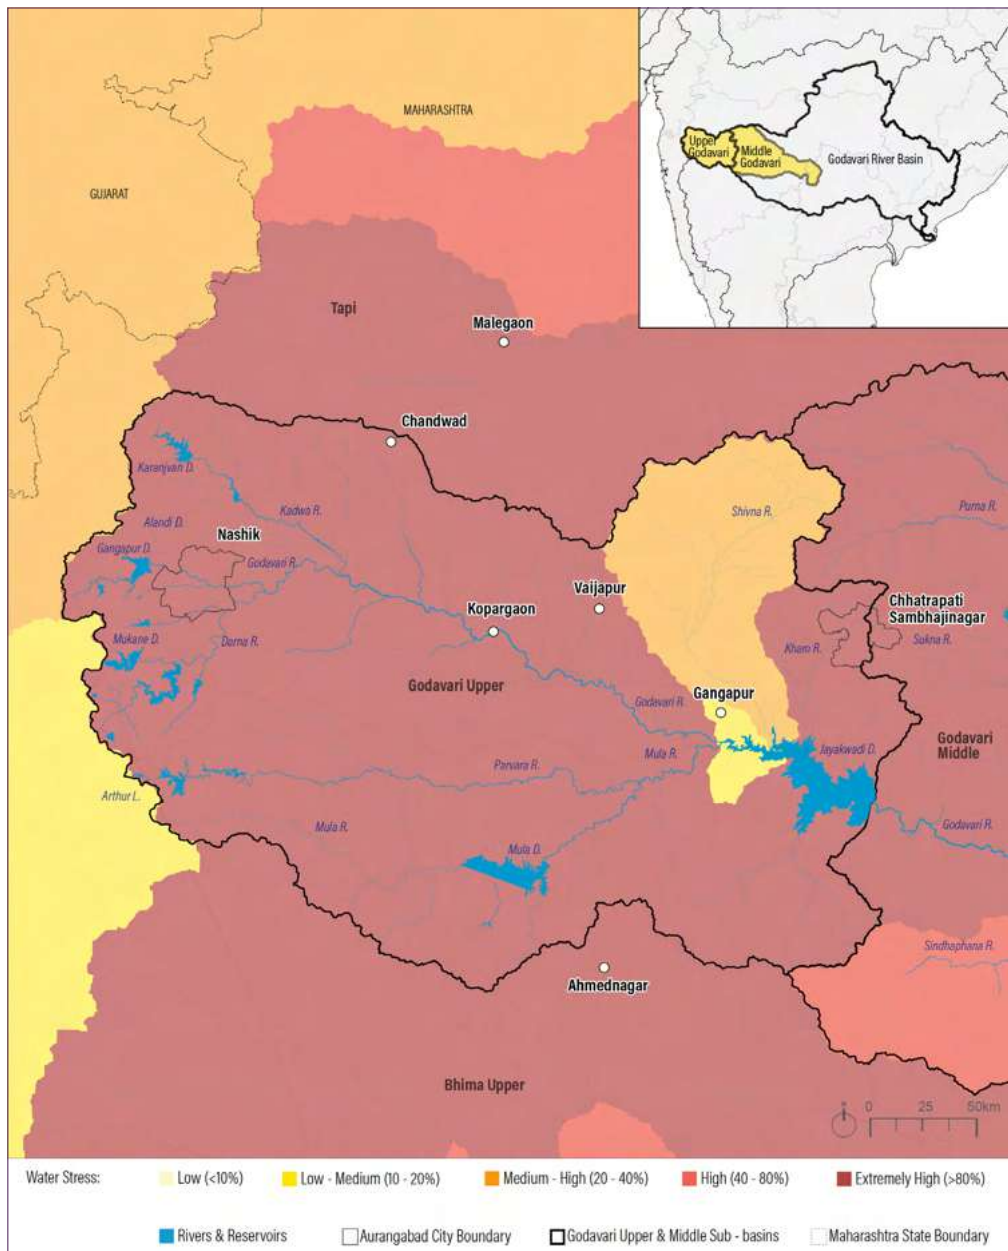 MAHARASHTRA
GUJARAT
Upper
Godavari
Middle
Godavari
Godavari River Basin
Tapi
Malegaon
Chandwad
Karanjvan D.
Kadwa R.
Alandi D.
Nashik
Gangapur D.
Godavari R.
Shivna R.
Purna R.
Vaijapur
Kopargaon
Chhatrapati
Sambhajinagar
Mukane D.
Darna R.
Kham R.
Sukna R.
Godavari Upper
Gangapur
Godavari R.
Godavari
Middle
Mula R.
Jayakwadi D.
Parvara R.
Arthur L.
Mula R.
Godavari R.
Mula D.
Sindhaphana R.
Ahmednagar
Bhima Upper
0 25 50km
Water Stress: Low (<10%) Low - Medium (10 - 20%) Medium - High (20 - 40%) High (40 - 80%) Extremely High (>80%)
Rivers & Reservoirs Aurangabad City Boundary Godavari Upper & Middle Sub - basins Maharashtra State Boundary